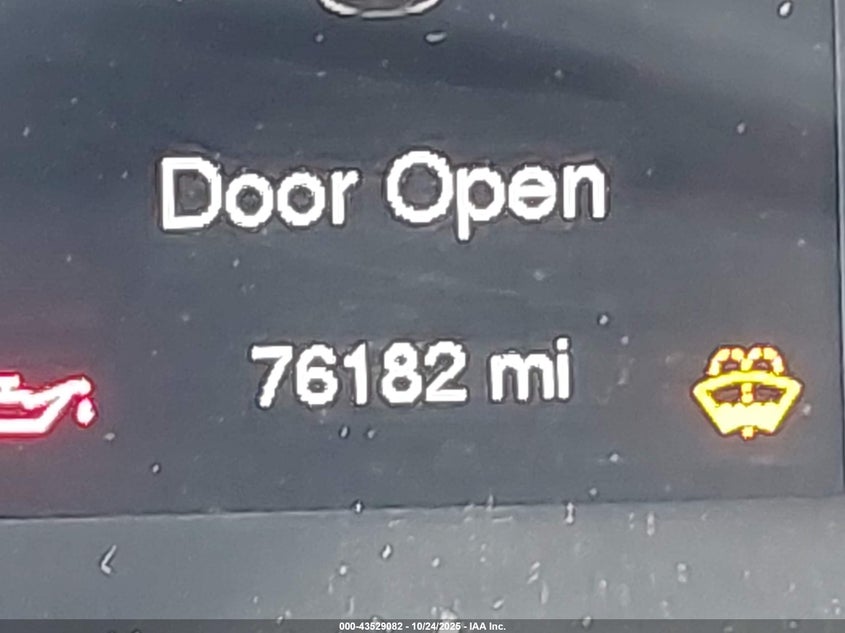 Door Open
76182 mi
000-43529082 - 10/24/2025 - IAA Inc.